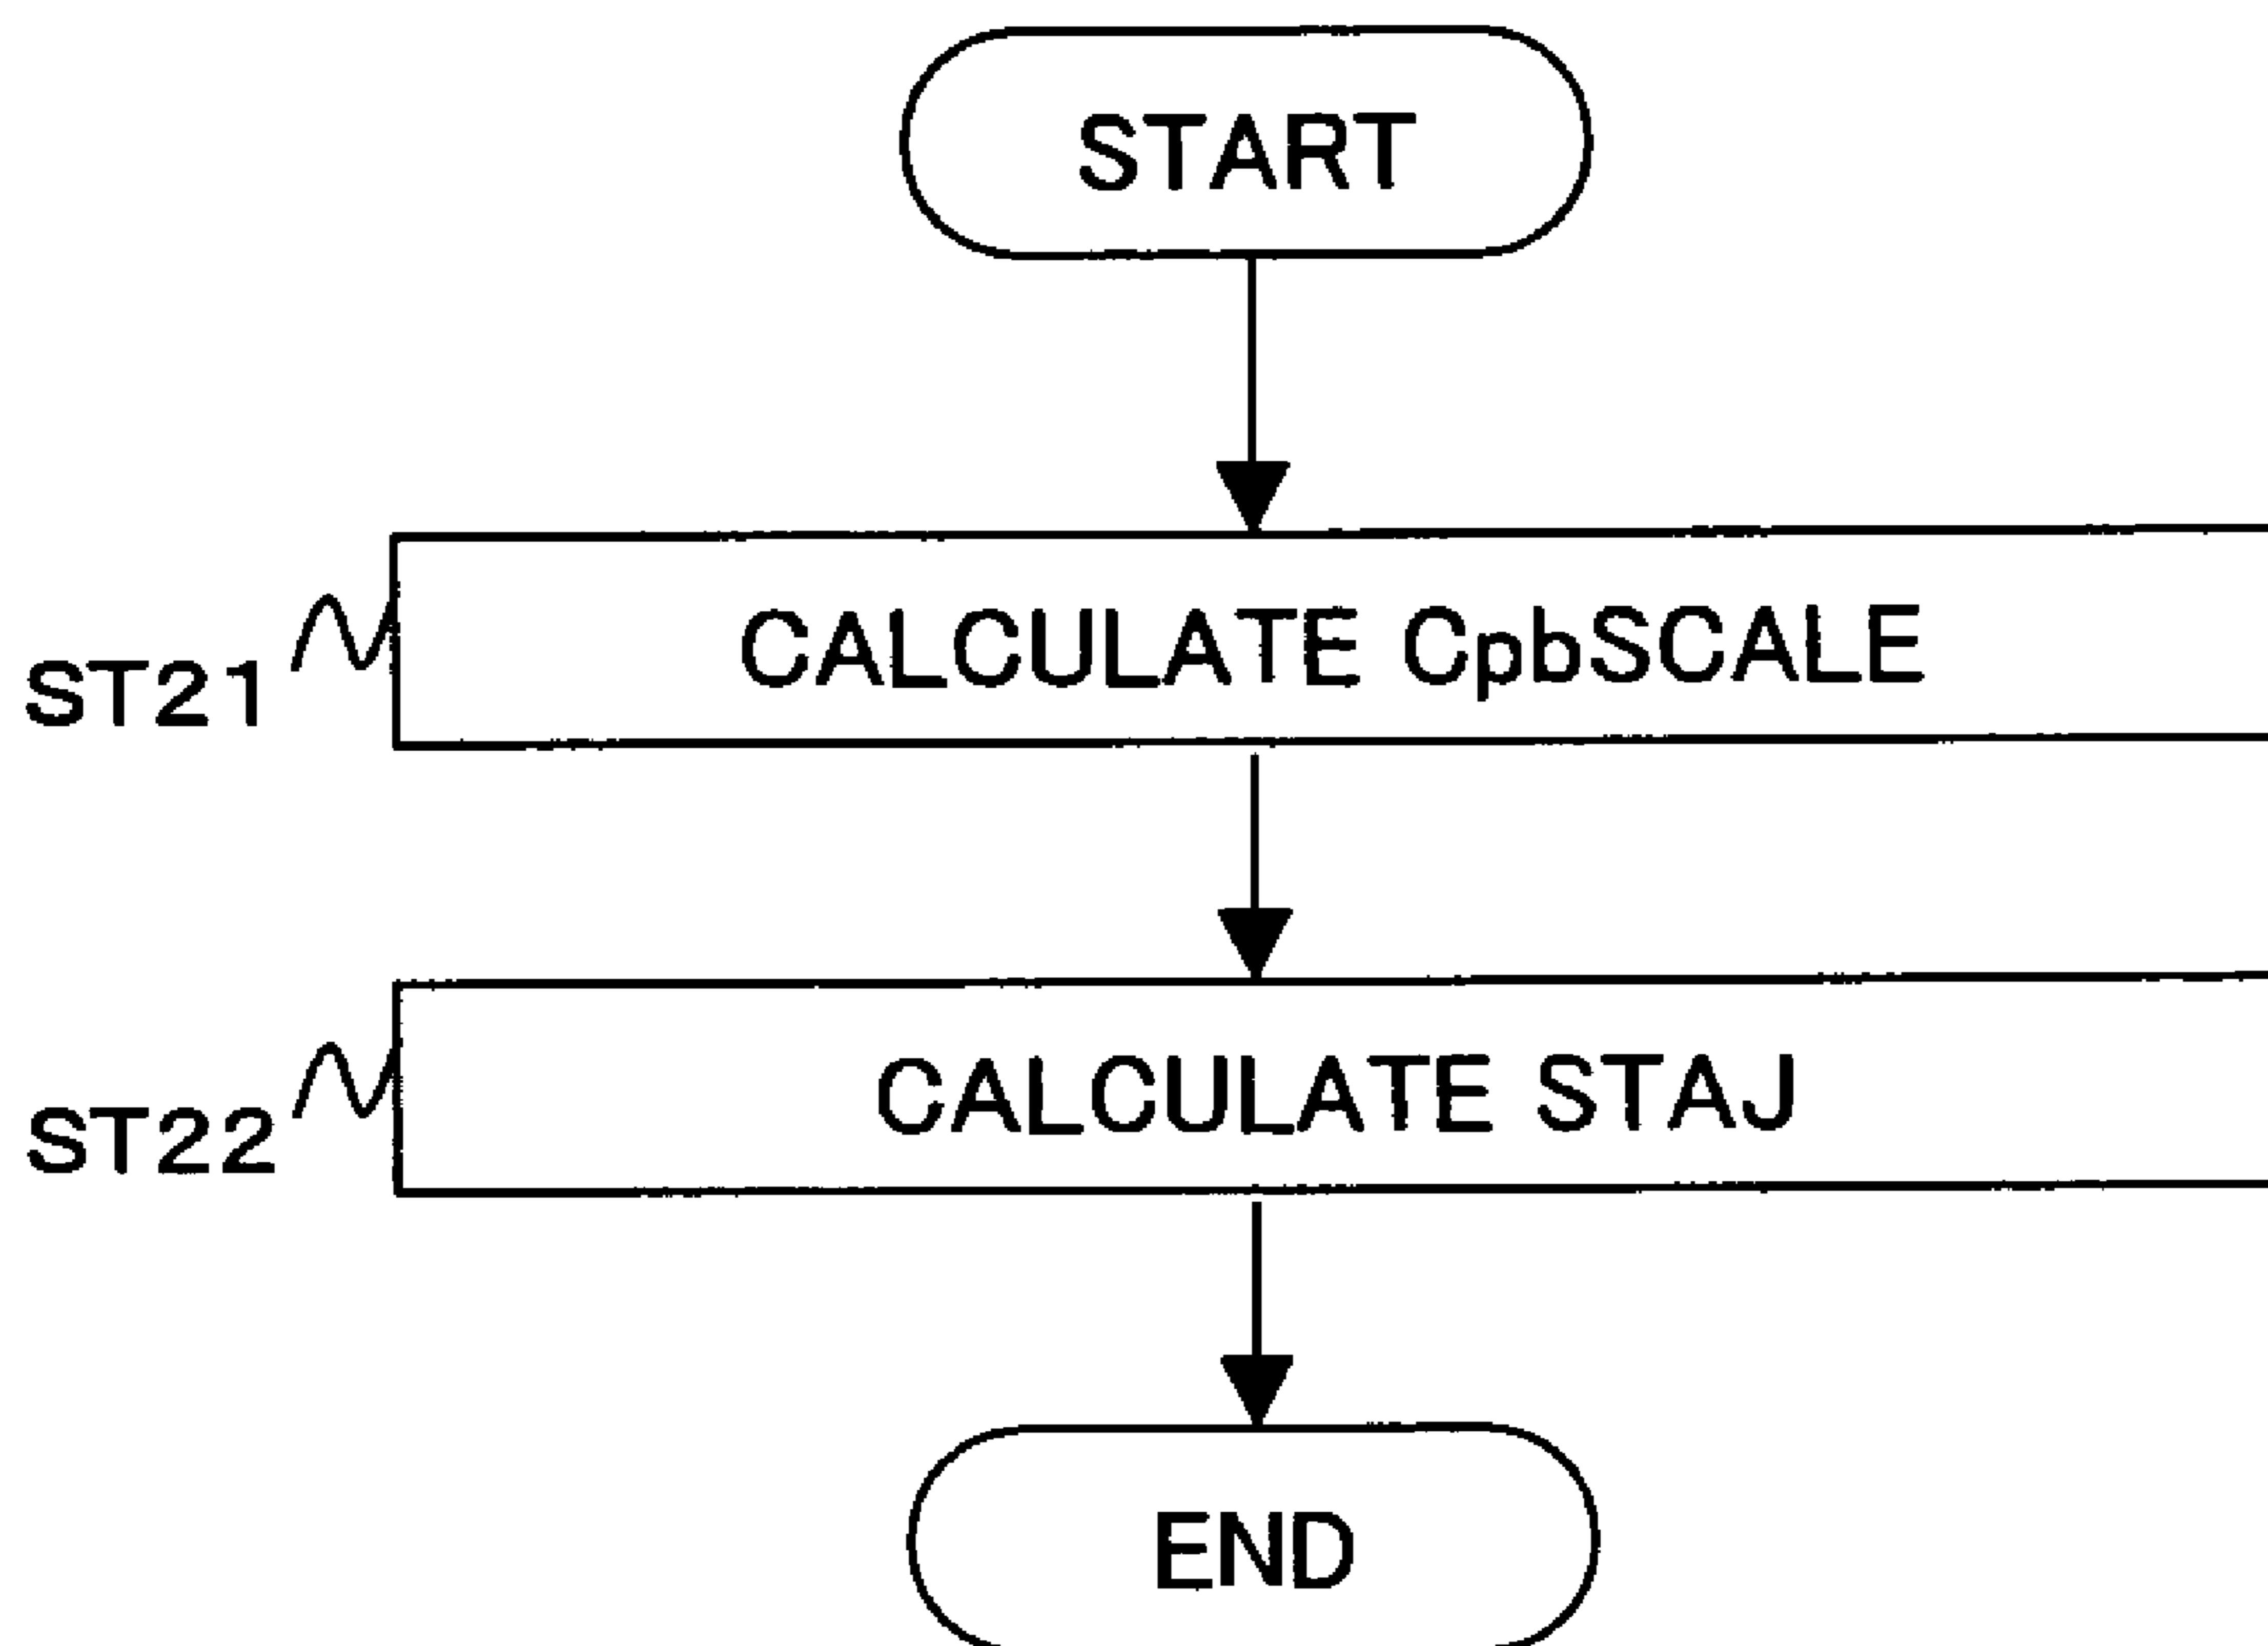 START
CALCULATE CpbSCALE
ST21
CALCULATE STAJ
ST22
END